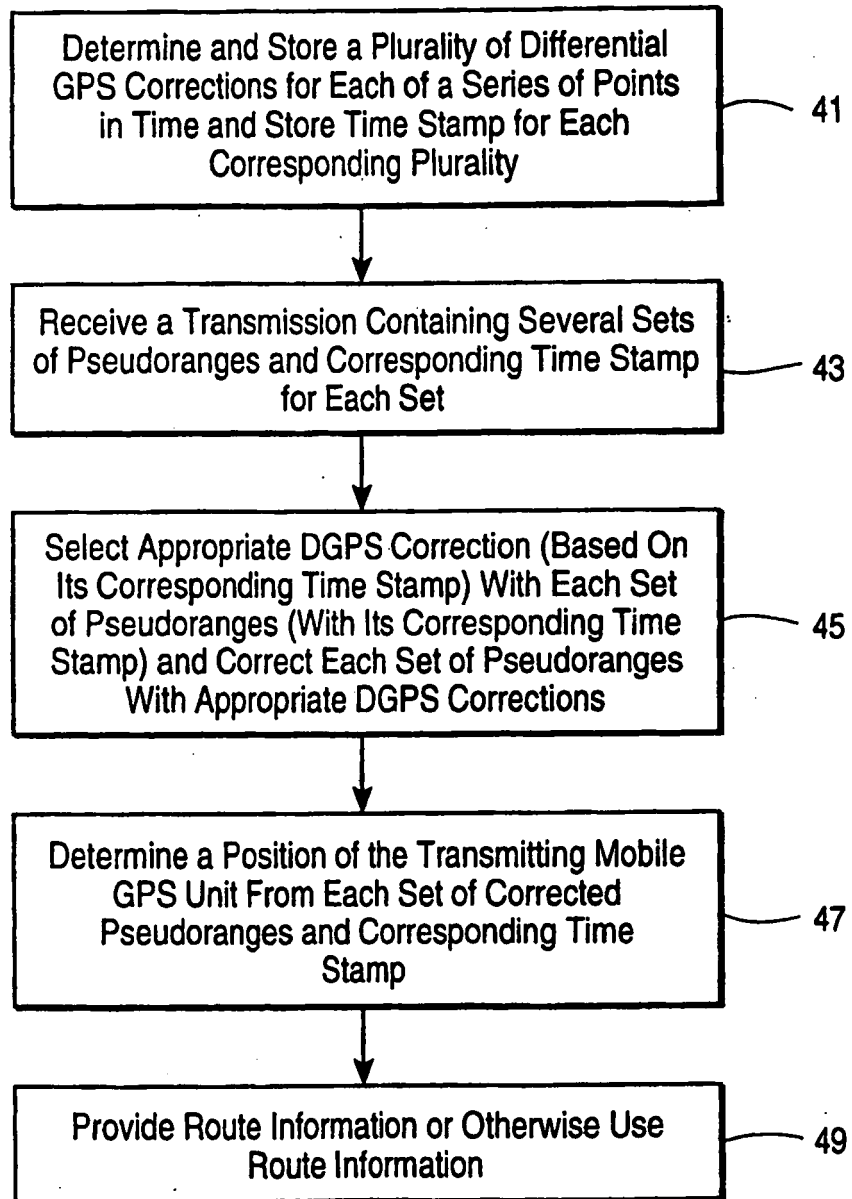 Determine and Store a Plurality of Differential
GPS Corrections for Each of a Series of Points
in Time and Store Time Stamp for Each
Corresponding Plurality
41
Receive a Transmission Containing Several Sets
of Pseudoranges and Corresponding Time Stamp
for Each Set
43
Select Appropriate DGPS Correction (Based On
Its Corresponding Time Stamp) With Each Set
of Pseudoranges (With Its Corresponding Time
Stamp) and Correct Each Set of Pseudoranges
With Appropriate DGPS Corrections
45
Determine a Position of the Transmitting Mobile
GPS Unit From Each Set of Corrected
Pseudoranges and Corresponding Time
Stamp
47
Provide Route Information or Otherwise Use
Route Information
49